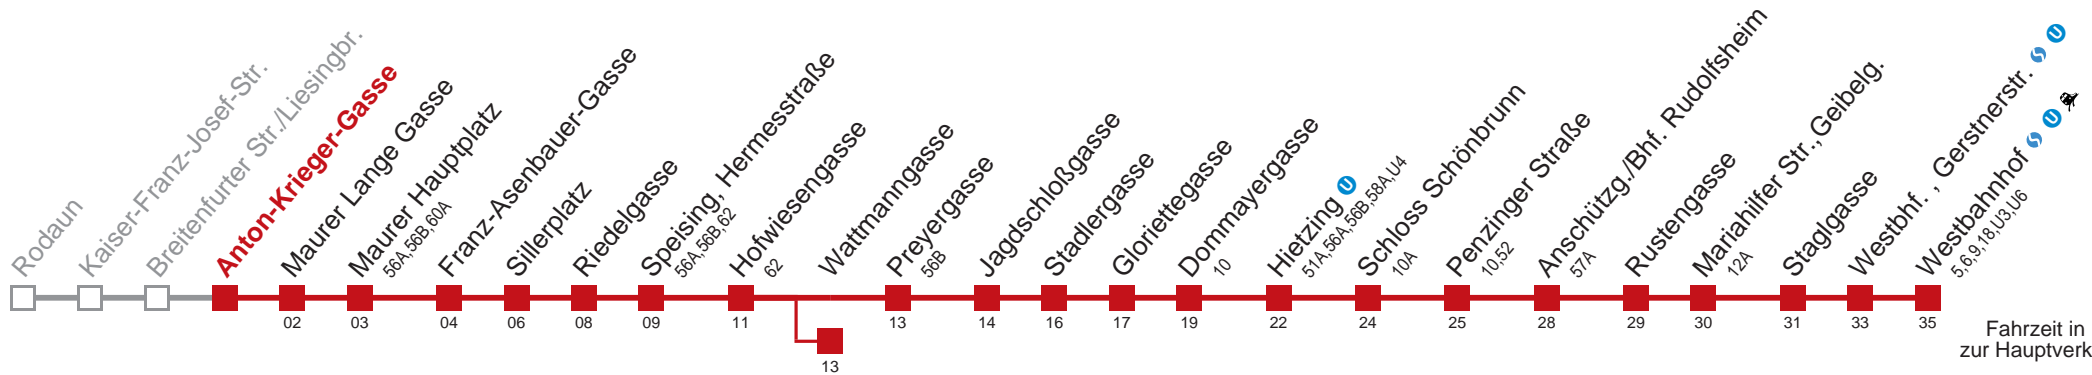 Rodaun
Kaiser-Franz-Josef-Str.
Breitenfurter Str./Liesingbr.
Anton-Krieger-Gasse
Maurer Lange Gasse
02
Maurer Hauptplatz
56A,56B,60A
03
Franz-Asenbauer-Gasse
04
Sillerplatz
06
Riedelgasse
08
Speising, Hermesstraße
56A,56B,62
09
Hofwiesengasse
62
11
Wattmanngasse
13
Preyergasse
56B
13
Jagdschloßgasse
14
Stadlergasse
16
Gloriettegasse
17
Dommayergasse
10
19
Hietzing U
51A,56A,56B,58A,U4
22
Schloss Schönbrunn
10A
24
Penzinger Straße
10,52
25
Anschützg./Bhf. Rudolfsheim
57A
28
Rustengasse
29
Mariahilfer Str., Geibelg.
12A
30
Staglgasse
31
Westbhf. , Gerstnerstr. S U
33
Westbahnhof S U
5,6,9,18,U3,U6
35
Fahrzeit in
zur Hauptverk